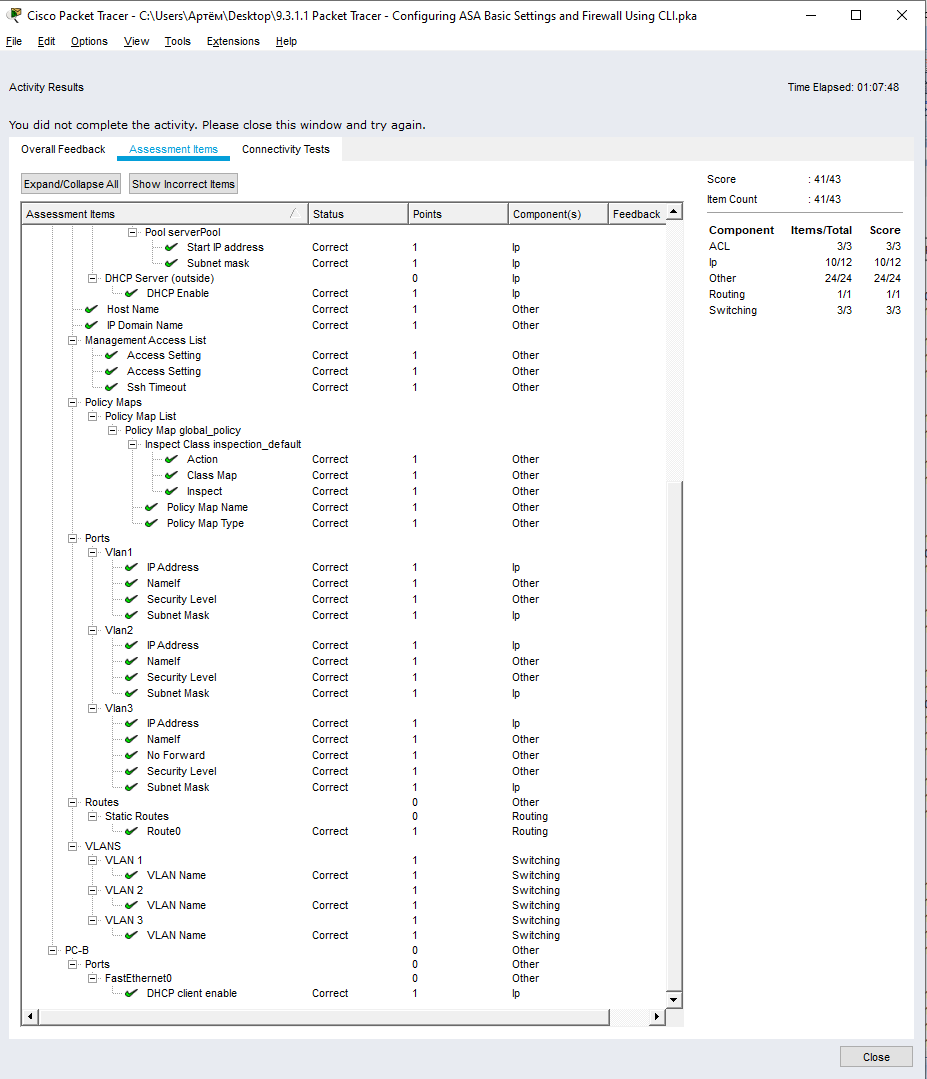 Cisco Packet Tracer - C:\Users\Артём\Desktop\9.3.1.1 Packet Tracer - Configuring ASA Basic Settings and Firewall Using CLI.pka
File Edit Options View Tools Extensions Help
Activity Results Time Elapsed: 01:07:48
You did not complete the activity. Please close this window and try again.
Overall Feedback Assessment Items Connectivity Tests
Expand/Collapse All Show Incorrect Items
Score : 41/43
Item Count : 41/43
Component Items/Total Score
ACL 3/3 3/3
Ip 10/12 10/12
Other 24/24 24/24
Routing 1/1 1/1
Switching 3/3 3/3
Assessment Items Status Points Component(s) Feedback
Pool serverPool
Start IP address Correct 1 Ip
Subnet mask Correct 1 Ip
DHCP Server (outside) 0 Ip
DHCP Enable Correct 1 Ip
Host Name Correct 1 Other
IP Domain Name Correct 1 Other
Management Access List
Access Setting Correct 1 Other
Access Setting Correct 1 Other
Ssh Timeout Correct 1 Other
Policy Maps
Policy Map List
Policy Map global_policy
Inspect Class inspection_default
Action Correct 1 Other
Class Map Correct 1 Other
Inspect Correct 1 Other
Policy Map Name Correct 1 Other
Policy Map Type Correct 1 Other
Ports
Vlan1
IP Address Correct 1 Ip
NameIf Correct 1 Other
Security Level Correct 1 Other
Subnet Mask Correct 1 Ip
Vlan2
IP Address Correct 1 Ip
NameIf Correct 1 Other
Security Level Correct 1 Other
Subnet Mask Correct 1 Ip
Vlan3
IP Address Correct 1 Ip
NameIf Correct 1 Other
No Forward Correct 1 Other
Security Level Correct 1 Other
Subnet Mask Correct 1 Ip
Routes 0 Other
Static Routes 0 Routing
Route0 Correct 1 Routing
VLANS
VLAN 1 1 Switching
VLAN Name Correct 1 Switching
VLAN 2 1 Switching
VLAN Name Correct 1 Switching
VLAN 3 1 Switching
VLAN Name Correct 1 Switching
PC-B 0 Other
Ports 0 Other
FastEthernet0 0 Other
DHCP client enable Correct 1 Ip
Close